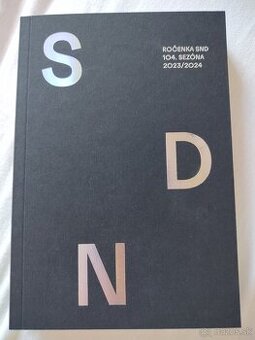 S
ROČENKA SND
104. SEZÓNA
2023/2024
D
N